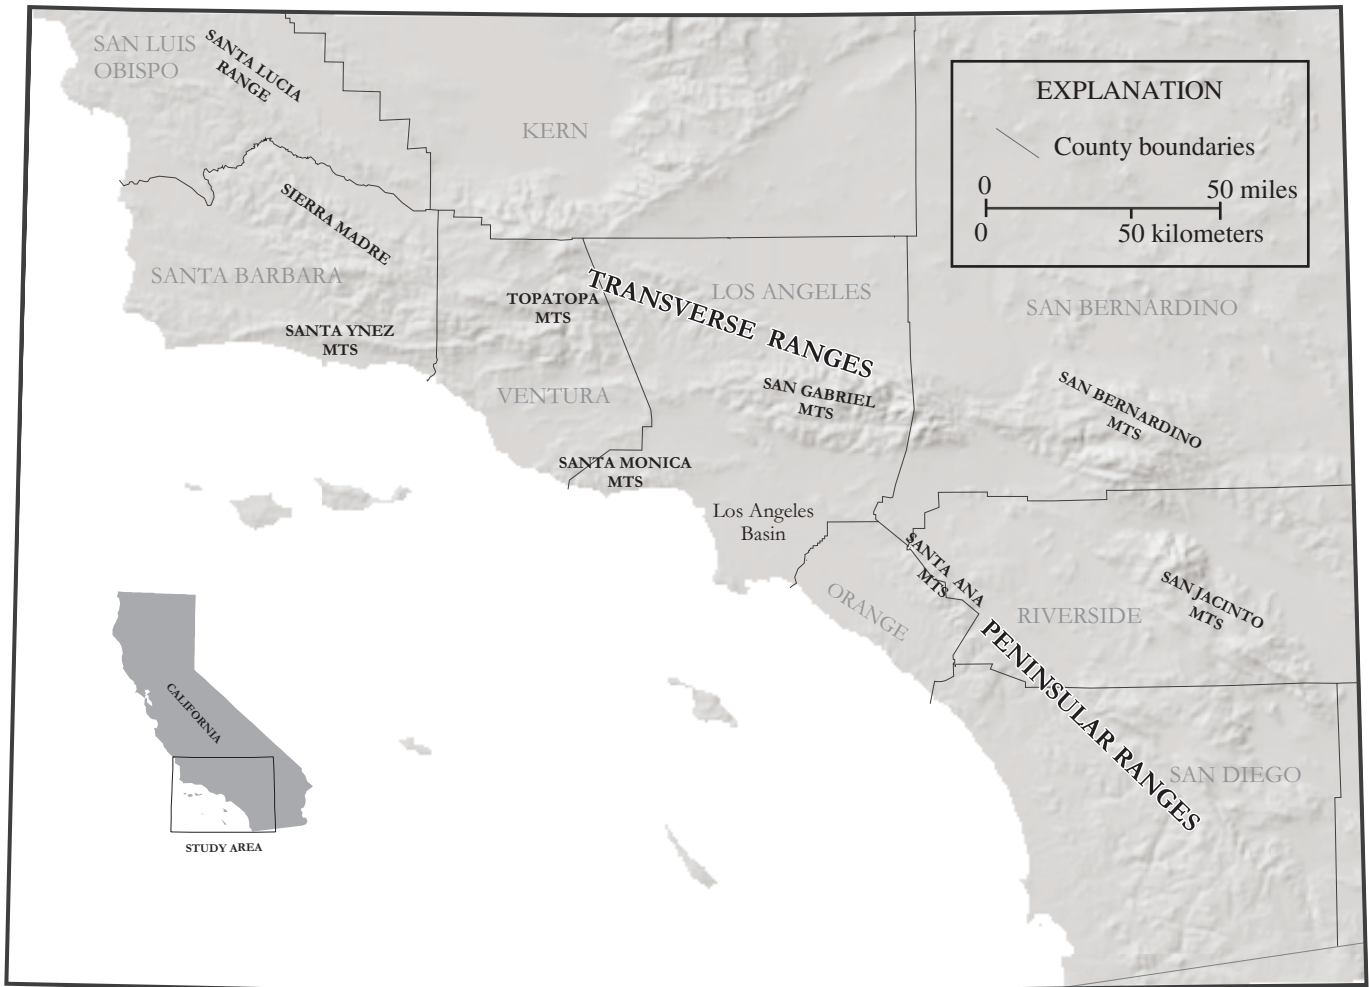 SAN LUIS
OBISPO
SANTA LUCIA
RANGE
KERN
EXPLANATION
County boundaries
0 50 miles
0 50 kilometers
SIERRA MADRE
SANTA BARBARA
SANTA YNEZ
MTS
TOPATOPA
MTS
TRANSVERSE RANGES
LOS ANGELES
SAN BERNARDINO
VENTURA
SAN GABRIEL
MTS
SAN BERNARDINO
MTS
SANTA MONICA
MTS
Los Angeles
Basin
SANTA ANA
MTS
ORANGE
RIVERSIDE
SAN JACINTO
MTS
PENINSULAR RANGES
SAN DIEGO
CALIFORNIA
STUDY AREA